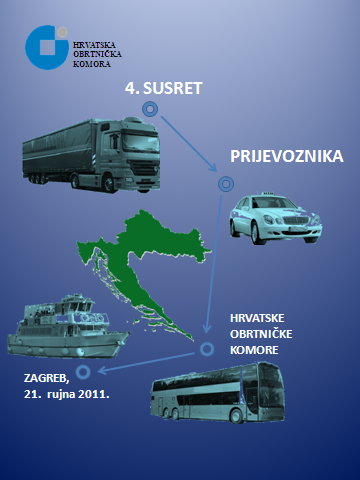 HRVATSKA
OBRTNIČKA
KOMORA
4. SUSRET
PRIJEVOZNIKA
HRVATSKE
OBRTNIČKE
KOMORE
ZAGREB,
21. rujna 2011.